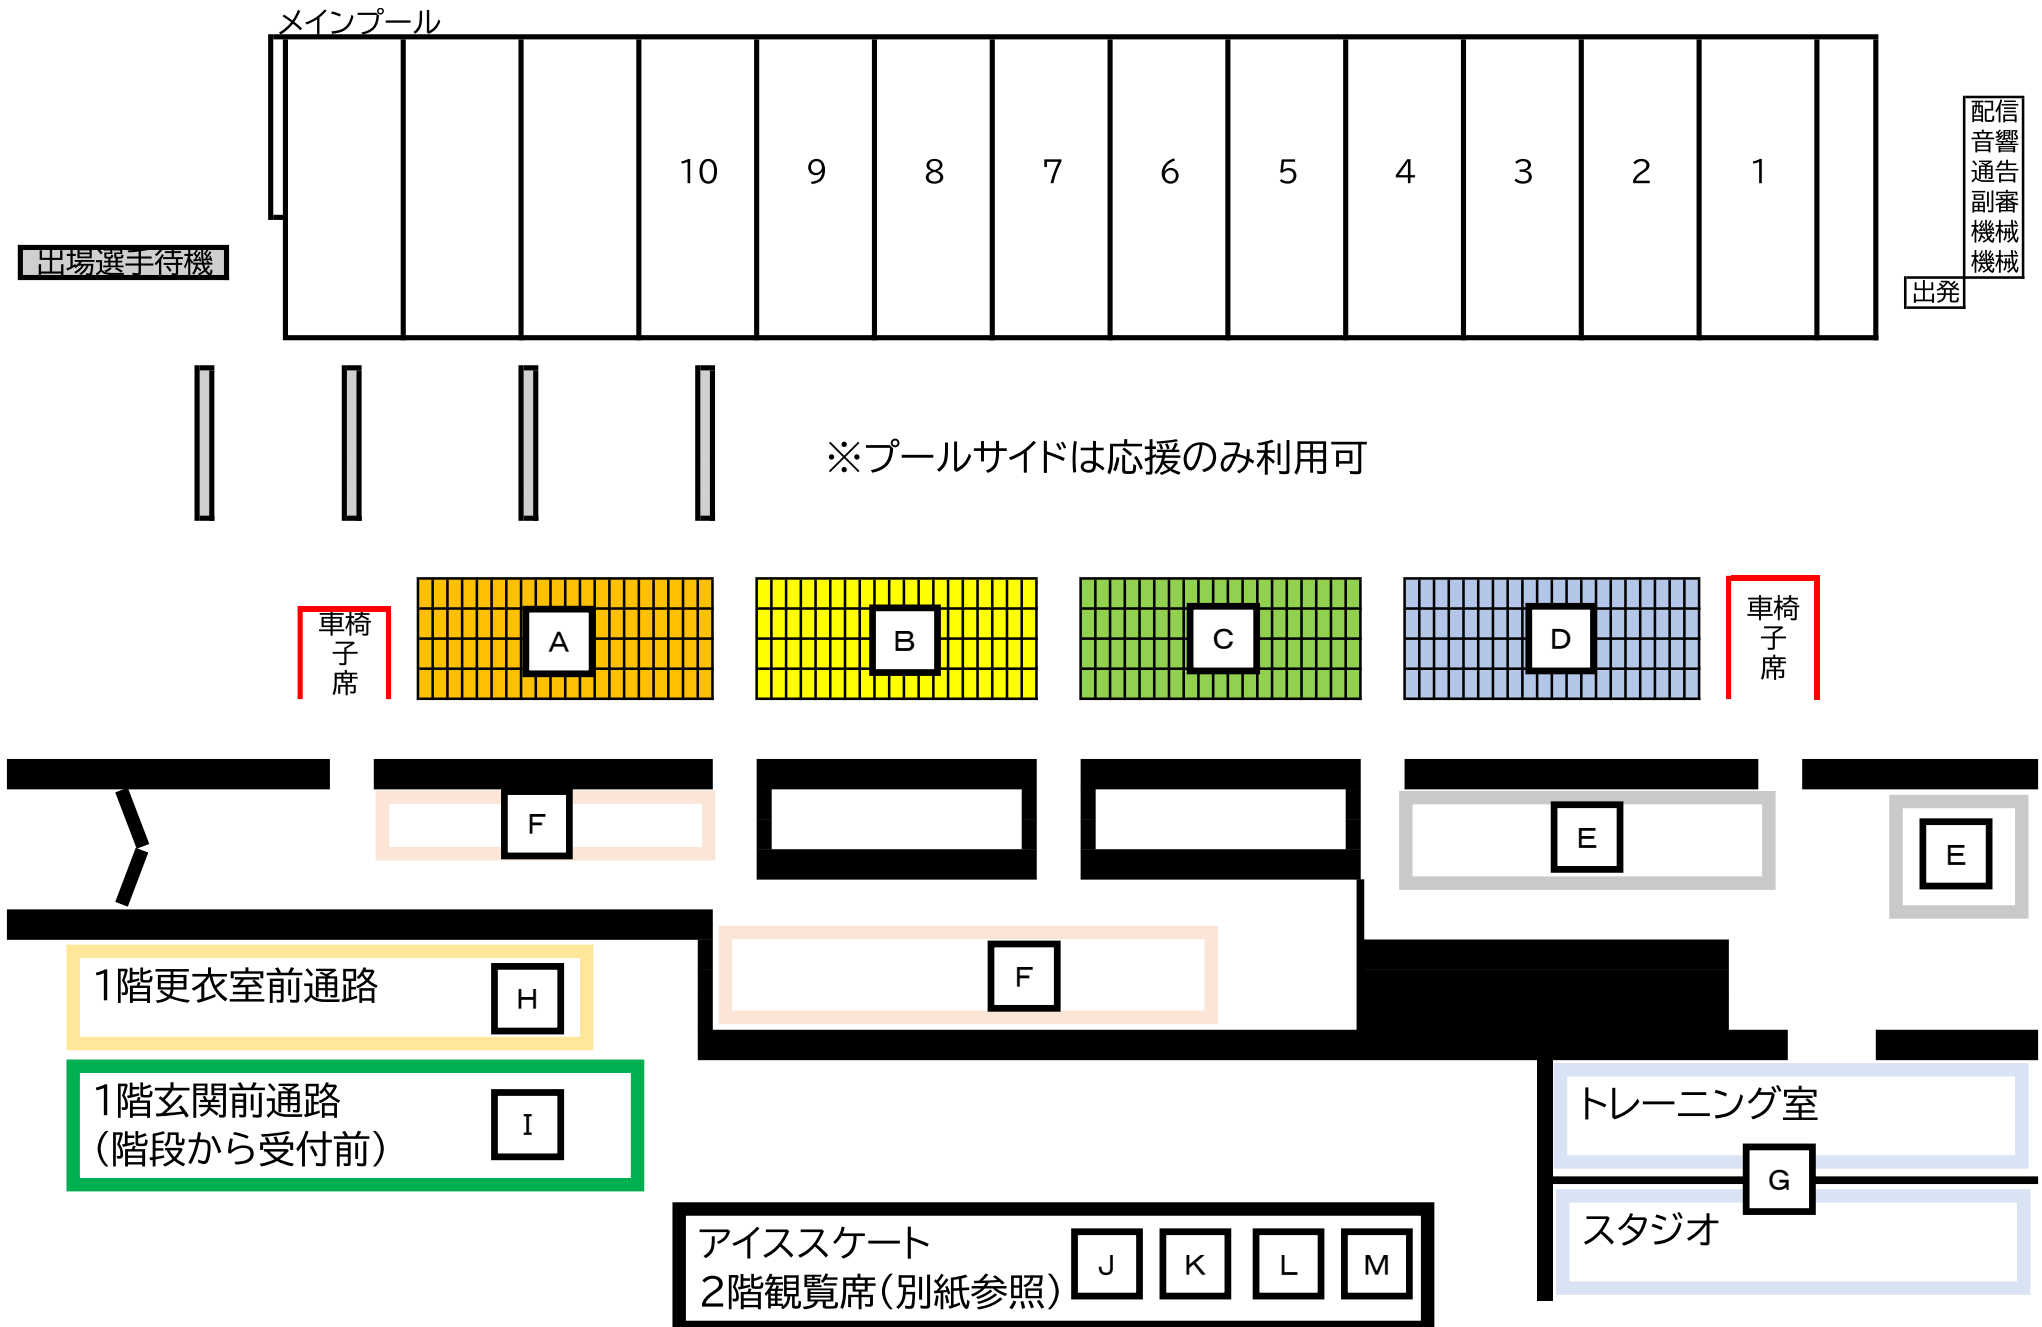 メインプール
10 9 8 7 6 5 4 3 2 1
配信
音響
通告
副審
機械
機械
出発
出場選手待機
※プールサイドは応援のみ利用可
車椅
子
席
A
B
C
D
車椅
子
席
F
E
E
F
1階更衣室前通路
H
1階玄関前通路
(階段から受付前)
I
トレーニング室
G
スタジオ
アイススケート
2階観覧席(別紙参照)
J K L M